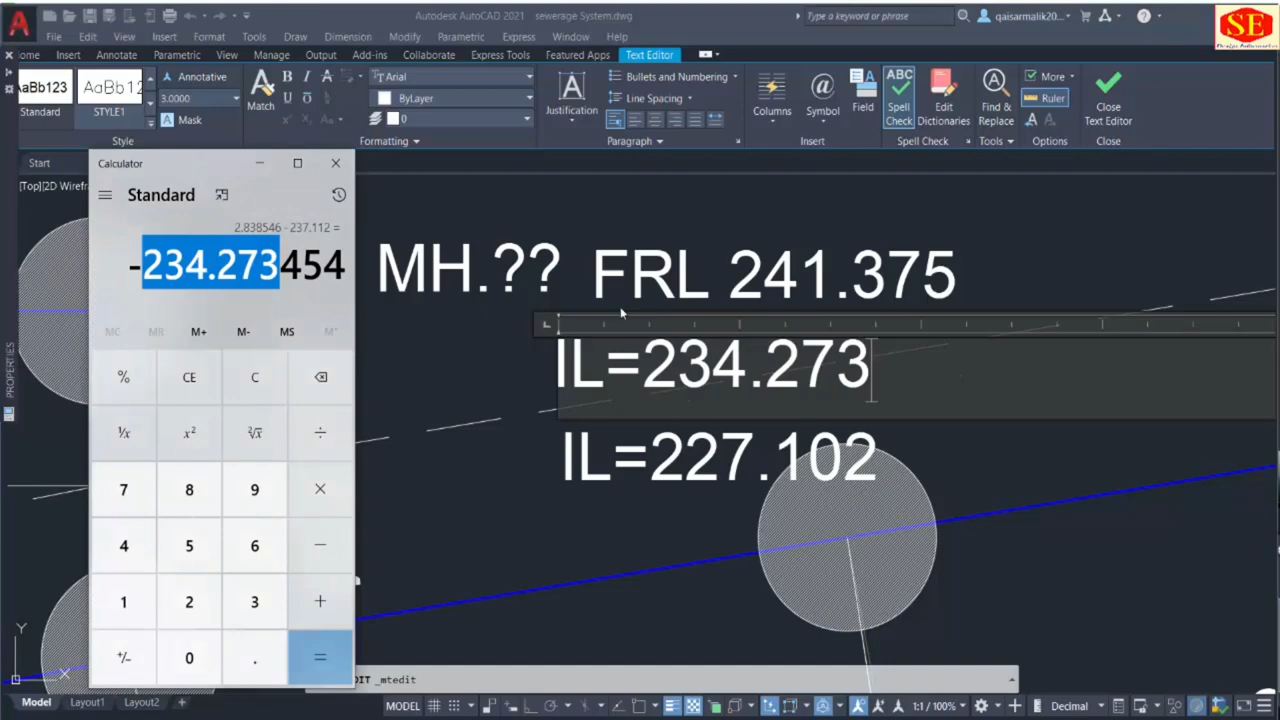 Autodesk AutoCAD 2021 sewerage System.dwg
Type a keyword or phrase
qaisarmalik20...
SE
File Edit View Insert Format Tools Draw Dimension Modify Parametric Express Window Help
ome Insert Annotate Parametric View Manage Output Add-ins Collaborate Express Tools Featured Apps Text Editor
AaBb123
AaBb12
Standard
STYLE1
Annotative
3.0000
Mask
Style
Match
B I A
U O
Arial
ByLayer
0
Formatting
Justification
Bullets and Numbering
Line Spacing
Paragraph
Columns
Symbol
Field
Insert
ABC
Spell
Check
Edit
Dictionaries
Spell Check
Find &
Replace
Tools
More
Ruler
Options
Close
Text Editor
Close
Start
[Top][2D Wirefr
PROPERTIES
Calculator
Standard
2.838546 - 237.112 =
-234.273454
MC MR M+ M- MS M˅
% CE C
¹/x x² ²√x ÷
7 8 9 ×
4 5 6 −
1 2 3 +
+/- 0 . =
MH.??
FRL 241.375
IL=234.273
IL=227.102
Y
X
DIT _mtedit
Model Layout1 Layout2 +
MODEL
1:1 / 100%
Decimal